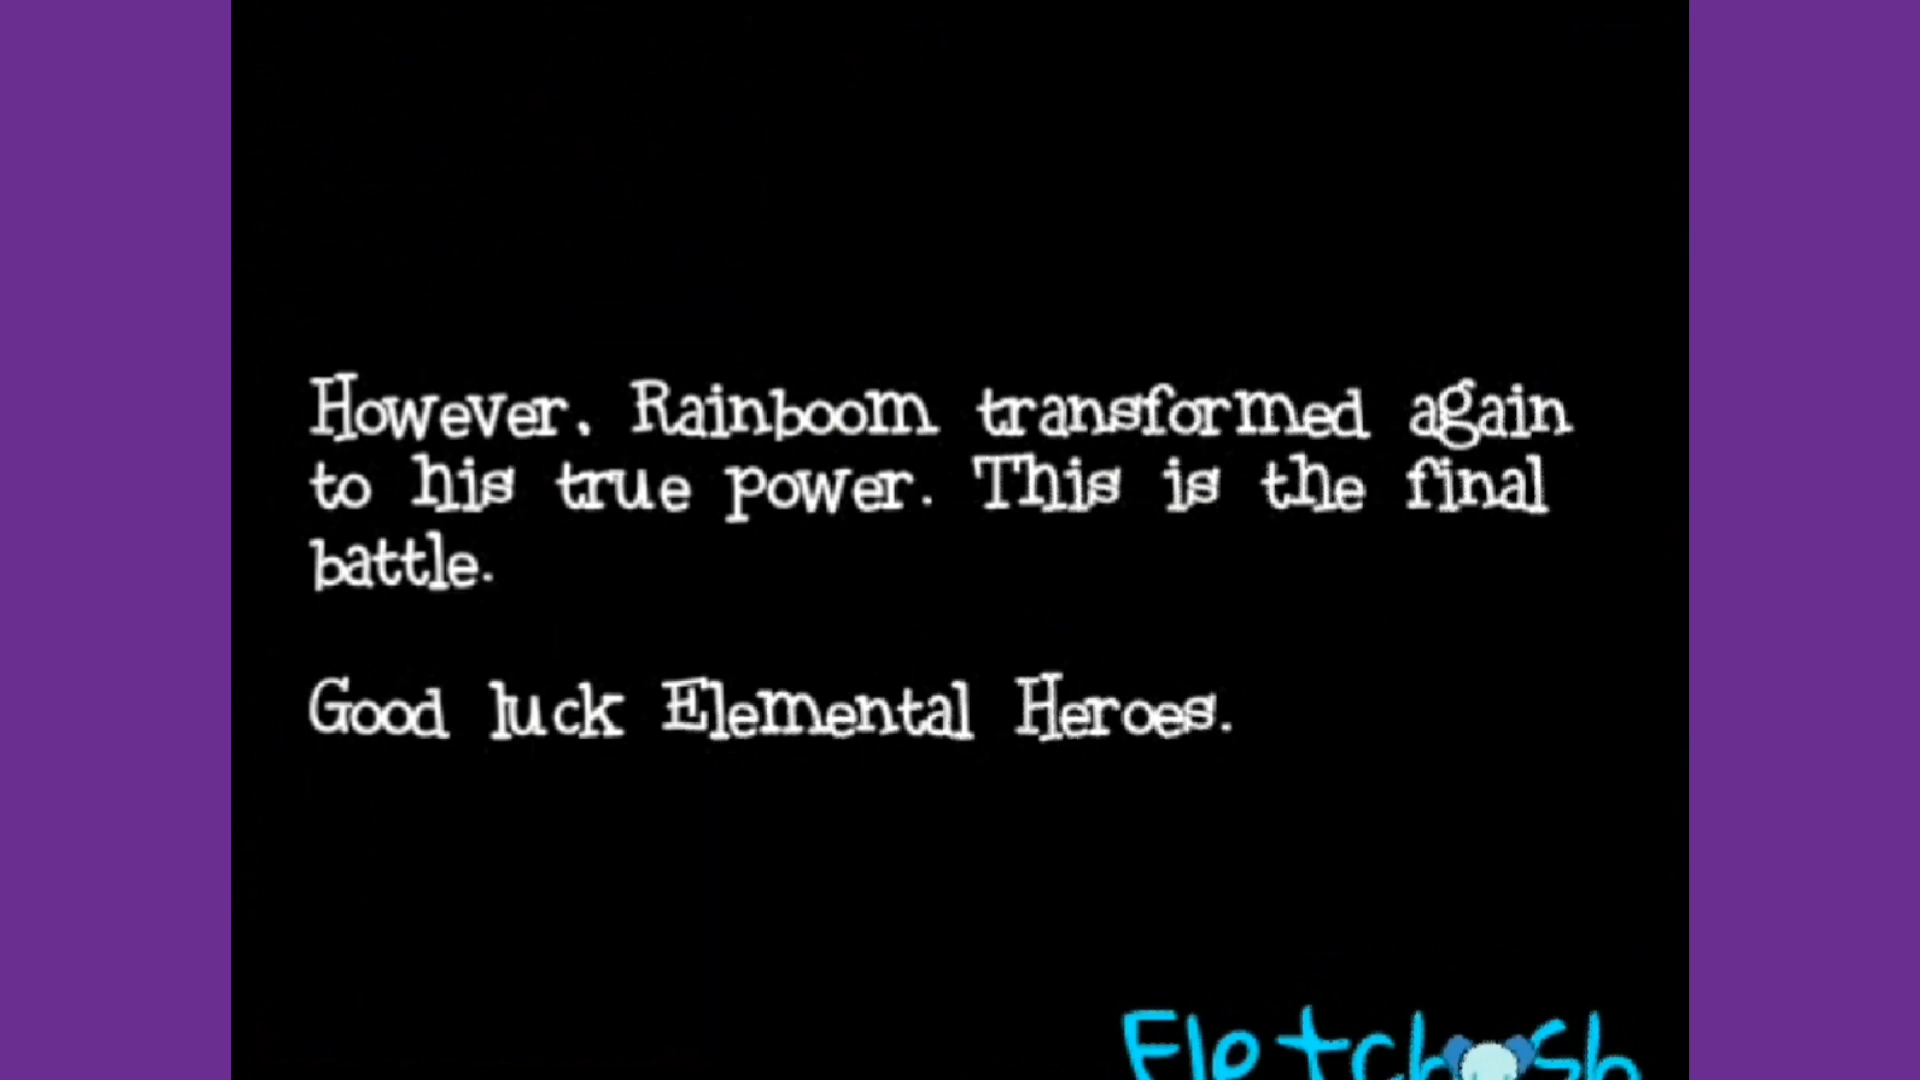 However, Rainboom transformed again
to his true power. This is the final
battle.
Good luck Elemental Heroes.